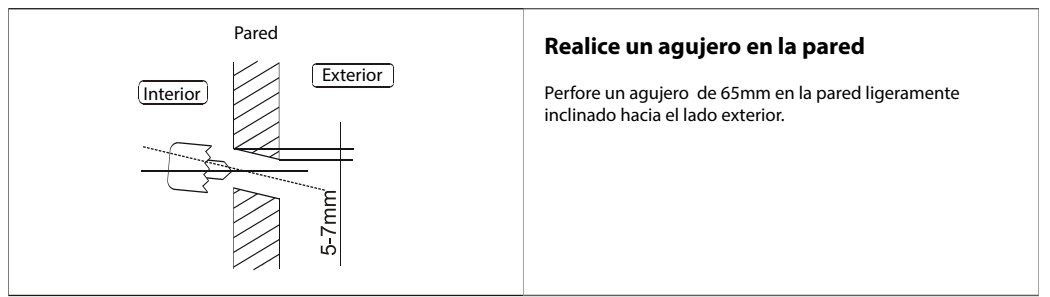 Pared
Exterior
Interior
5-7mm
Realice un agujero en la pared
Perfore un agujero de 65mm en la pared ligeramente
inclinado hacia el lado exterior.